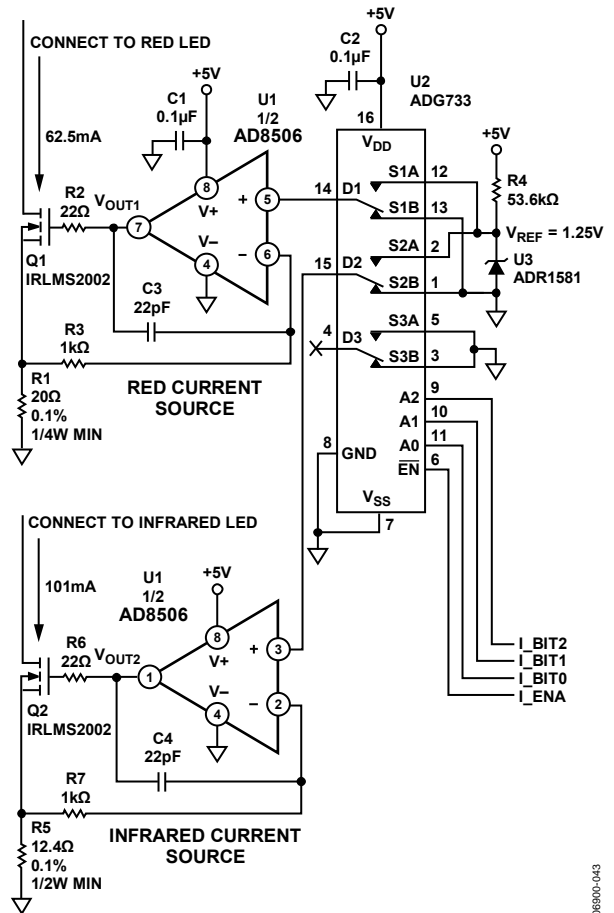 CONNECT TO RED LED
62.5mA
R2
22Ω
VOUT1
Q1
IRLMS2002
C1
0.1µF
+5V
U1
1/2
AD8506
8
V+
7
+
5
V–
4
–
6
C3
22pF
R3
1kΩ
R1
20Ω
0.1%
1/4W MIN
RED CURRENT
SOURCE
C2
0.1µF
+5V
U2
ADG733
16
VDD
14
D1
S1A
12
S1B
13
S2A
2
15
D2
S2B
1
S3A
5
4
D3
S3B
3
A2
9
A1
10
A0
11
EN
6
8
GND
VSS
7
+5V
R4
53.6kΩ
VREF = 1.25V
U3
ADR1581
I_BIT2
I_BIT1
I_BIT0
I_ENA
CONNECT TO INFRARED LED
101mA
R6
22Ω
VOUT2
Q2
IRLMS2002
U1
1/2
AD8506
+5V
8
V+
1
+
3
V–
4
–
2
C4
22pF
R7
1kΩ
R5
12.4Ω
0.1%
1/2W MIN
INFRARED CURRENT
SOURCE
06900-043